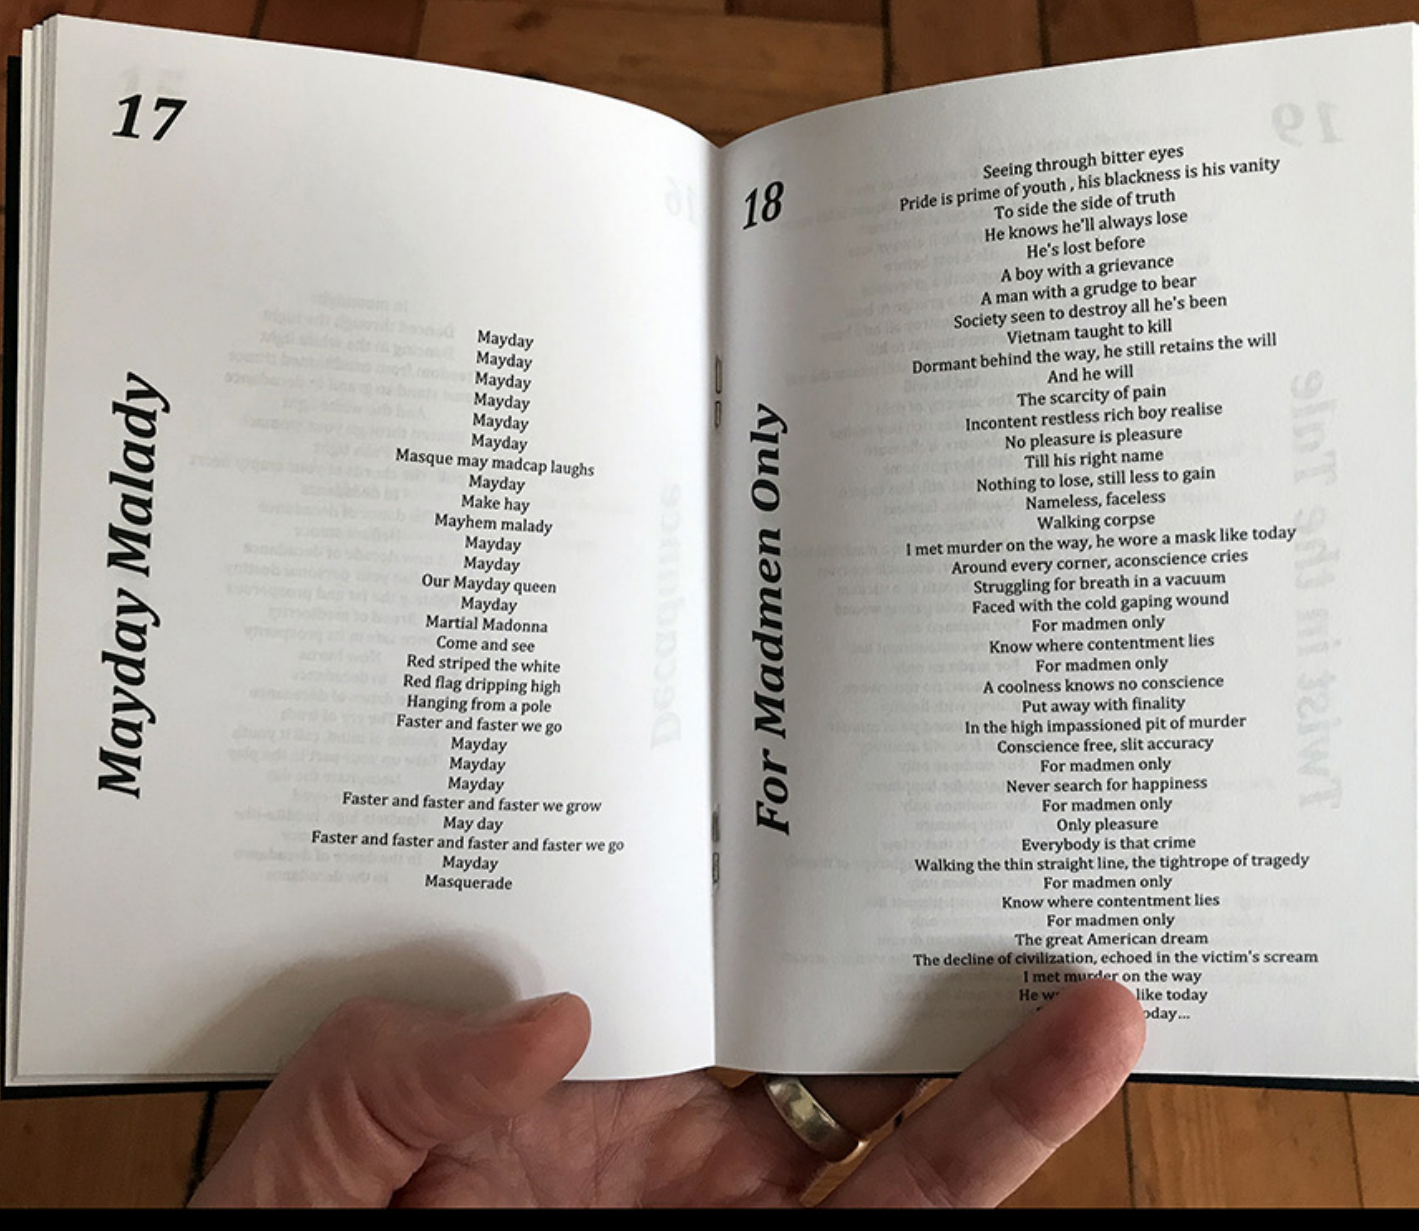 17
Mayday Malady
Mayday
Mayday
Mayday
Mayday
Mayday
Mayday
Masque may madcap laughs
Mayday
Make hay
Mayhem malady
Mayday
Mayday
Our Mayday queen
Mayday
Martial Madonna
Come and see
Red striped the white
Red flag dripping high
Hanging from a pole
Faster and faster we go
Mayday
Mayday
Mayday
Faster and faster and faster we grow
May day
Faster and faster and faster and faster we go
Mayday
Masquerade
18
For Madmen Only
Seeing through bitter eyes
Pride is prime of youth , his blackness is his vanity
To side the side of truth
He knows he'll always lose
He's lost before
A boy with a grievance
A man with a grudge to bear
Society seen to destroy all he's been
Vietnam taught to kill
Dormant behind the way, he still retains the will
And he will
The scarcity of pain
Incontent restless rich boy realise
No pleasure is pleasure
Till his right name
Nothing to lose, still less to gain
Nameless, faceless
Walking corpse
I met murder on the way, he wore a mask like today
Around every corner, aconscience cries
Struggling for breath in a vacuum
Faced with the cold gaping wound
For madmen only
Know where contentment lies
For madmen only
A coolness knows no conscience
Put away with finality
In the high impassioned pit of murder
Conscience free, slit accuracy
For madmen only
Never search for happiness
For madmen only
Only pleasure
Everybody is that crime
Walking the thin straight line, the tightrope of tragedy
For madmen only
Know where contentment lies
For madmen only
The great American dream
The decline of civilization, echoed in the victim's scream
I met murder on the way
He like today
19
Twist in the Tale
16
Decadance